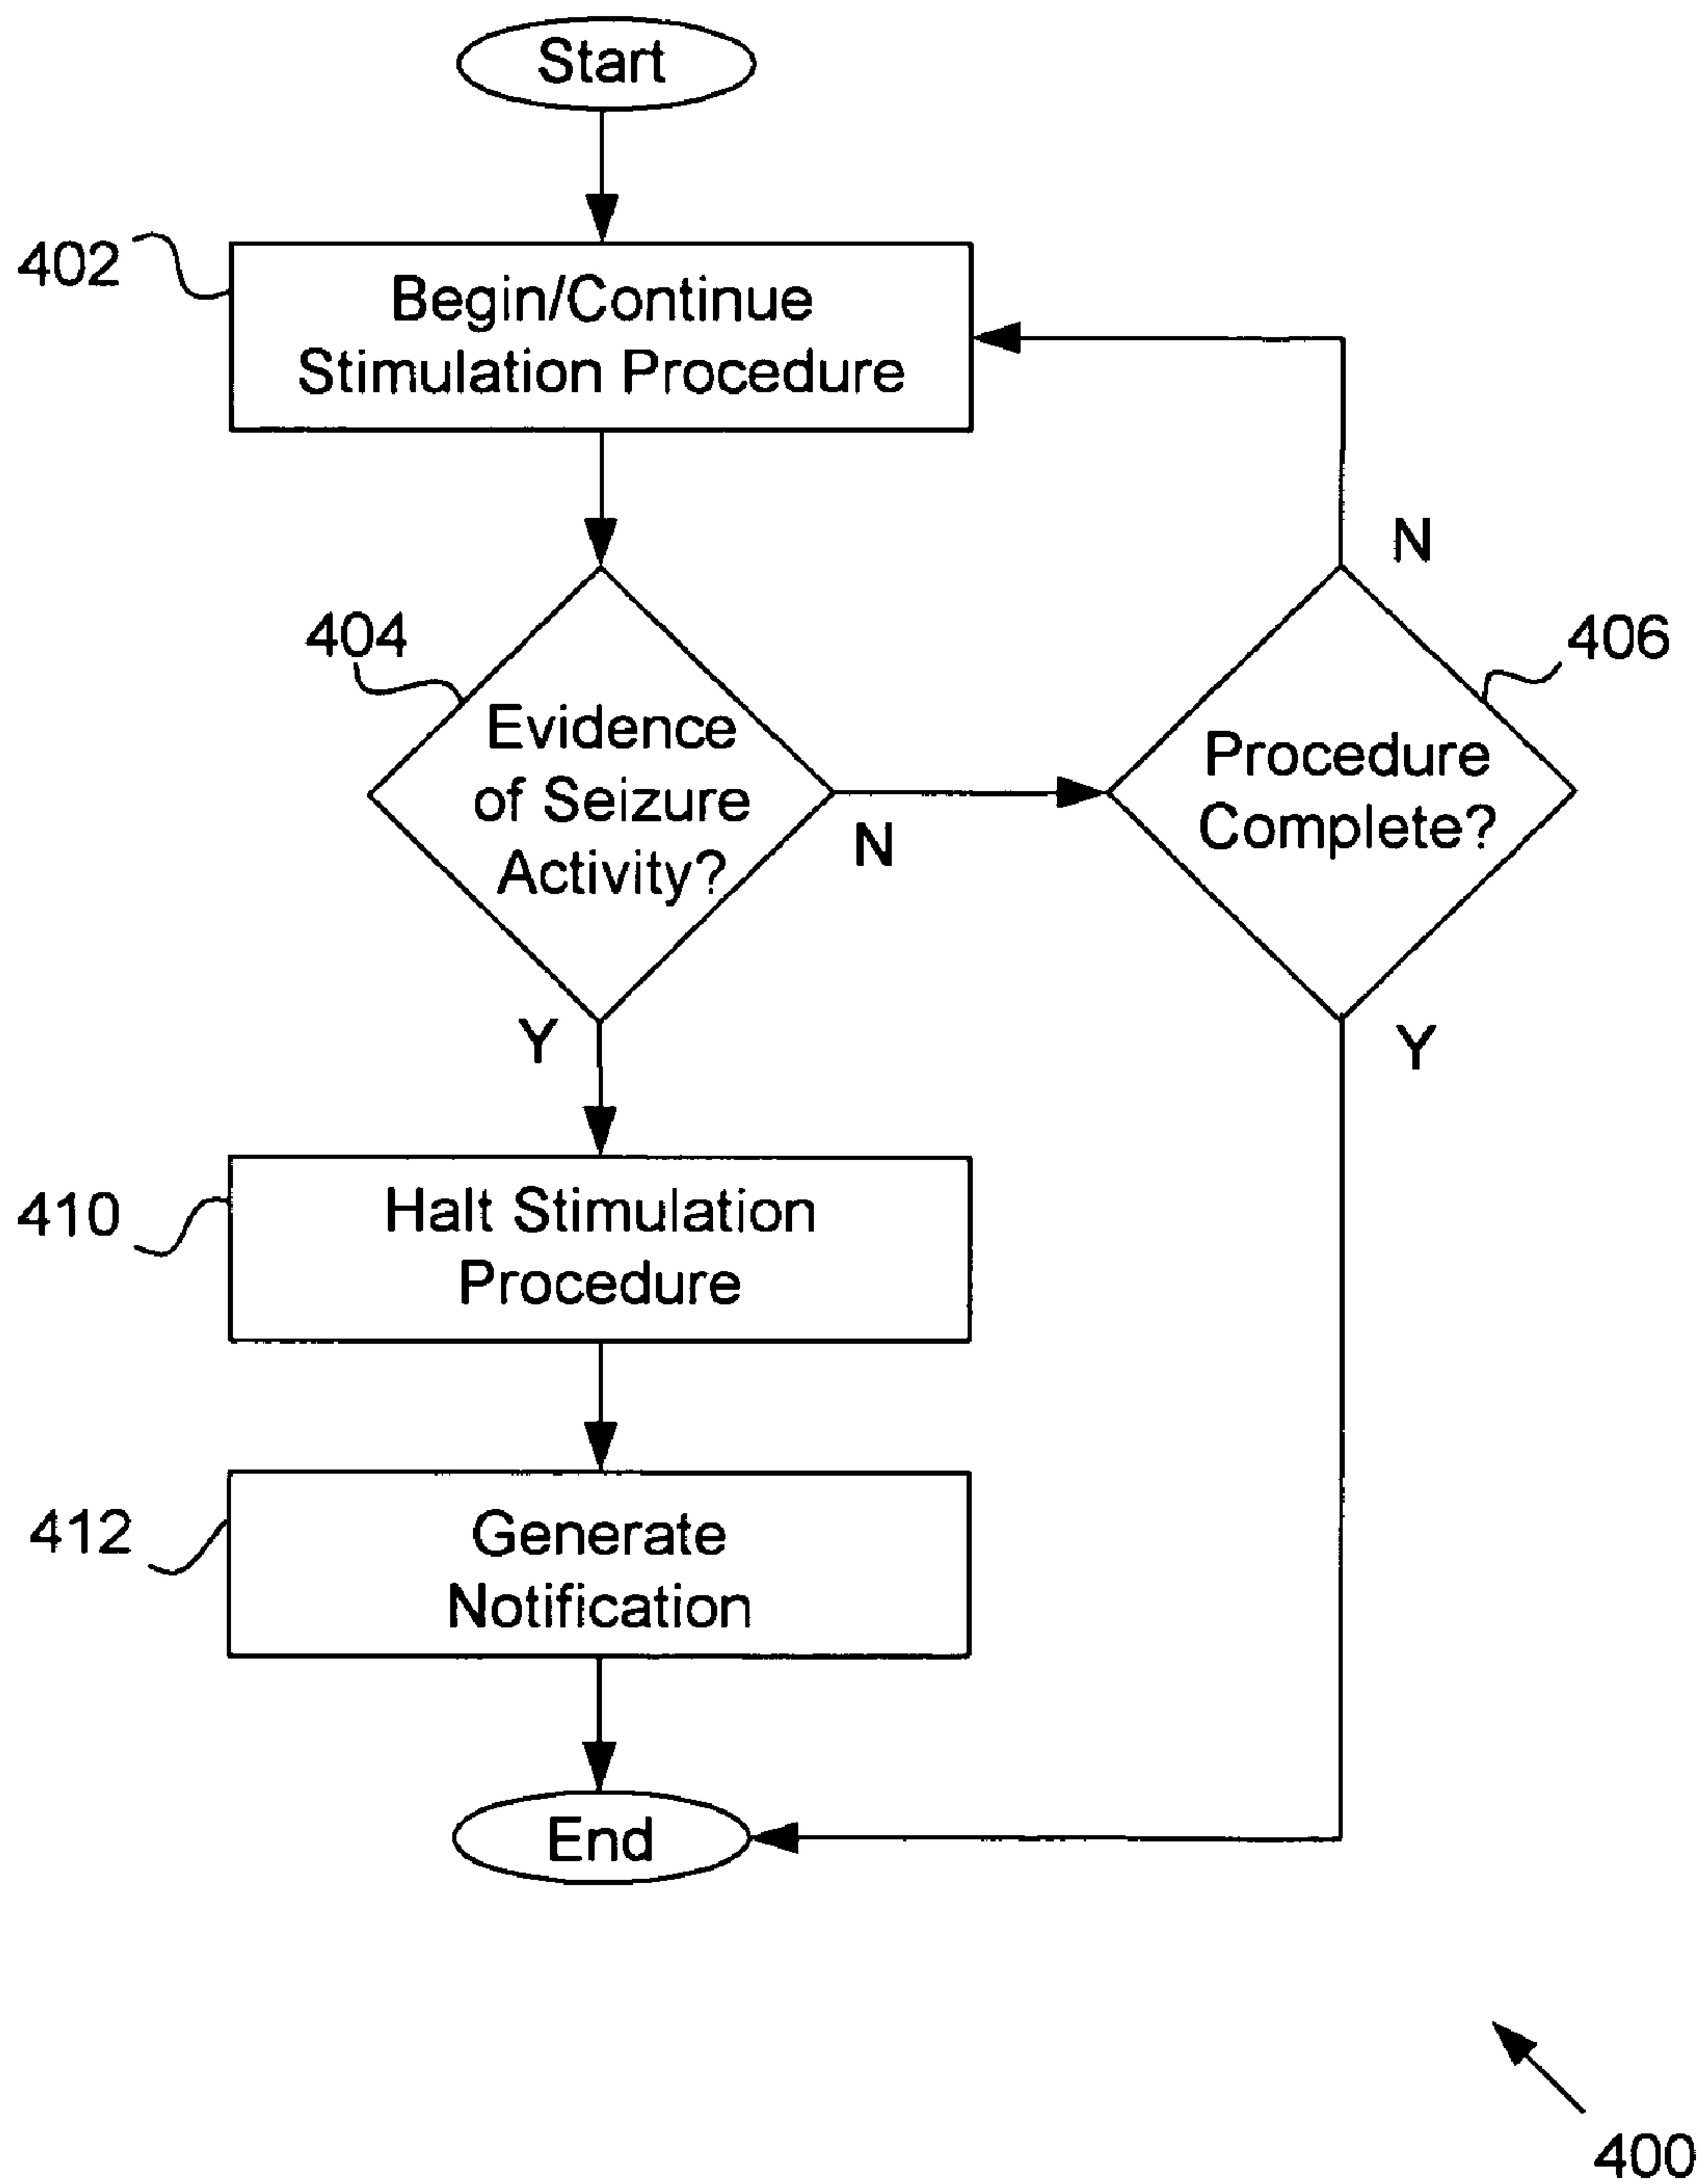 Start
402
Begin/Continue
Stimulation Procedure
N
404
406
Evidence
of Seizure
Activity?
N
Procedure
Complete?
Y
Y
410
Halt Stimulation
Procedure
412
Generate
Notification
End
400